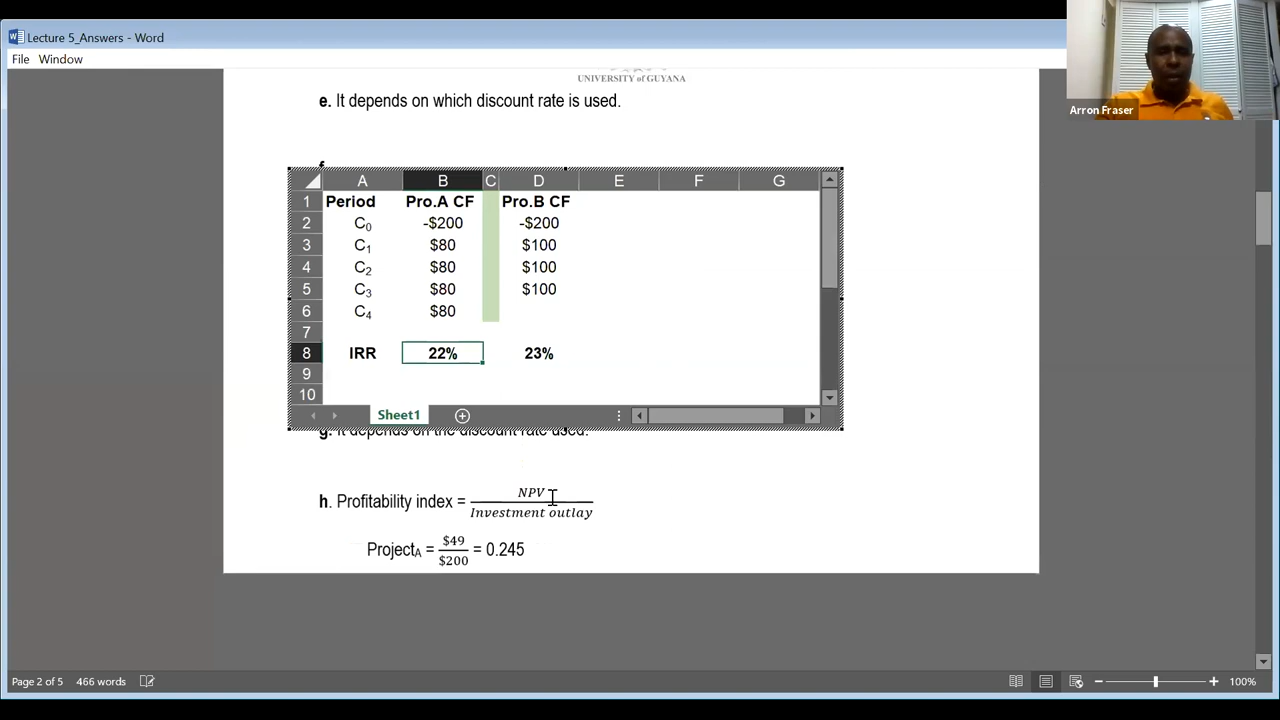 Lecture 5_Answers - Word
File Window
Arron Fraser
UNIVERSITY of GUYANA
e. It depends on which discount rate is used.
f.
A B C D E F G
1 Period Pro.A CF Pro.B CF
2 C0 -$200 -$200
3 C1 $80 $100
4 C2 $80 $100
5 C3 $80 $100
6 C4 $80
7
8 IRR 22% 23%
9
10
Sheet1
g. It depends on the discount rate used.
h. Profitability index = NPV
Investment outlay
ProjectA = $49
$200 = 0.245
Page 2 of 5 466 words 100%